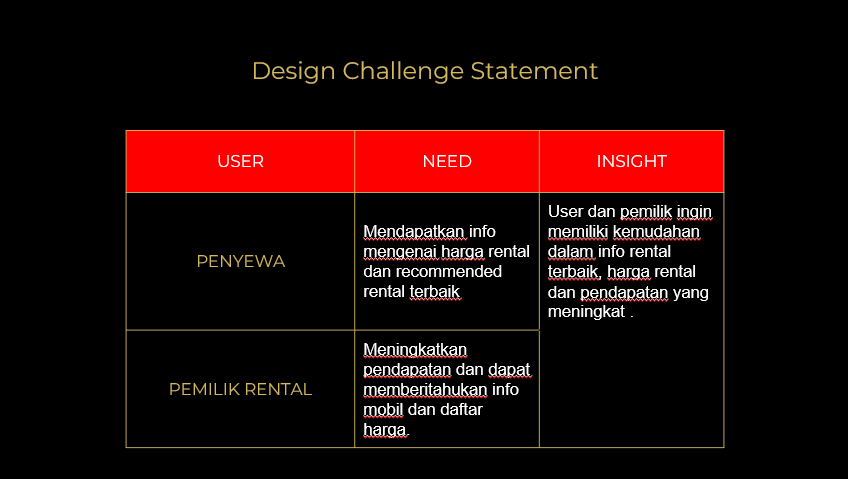 Design Challenge Statement
USER
NEED
INSIGHT
PENYEWA
Mendapatkan info
mengenai harga rental
dan recommended
rental terbaik
User dan pemilik ingin
memiliki kemudahan
dalam info rental
terbaik, harga rental
dan pendapatan yang
meningkat .
PEMILIK RENTAL
Meningkatkan
pendapatan dan dapat
memberitahukan info
mobil dan daftar
harga.